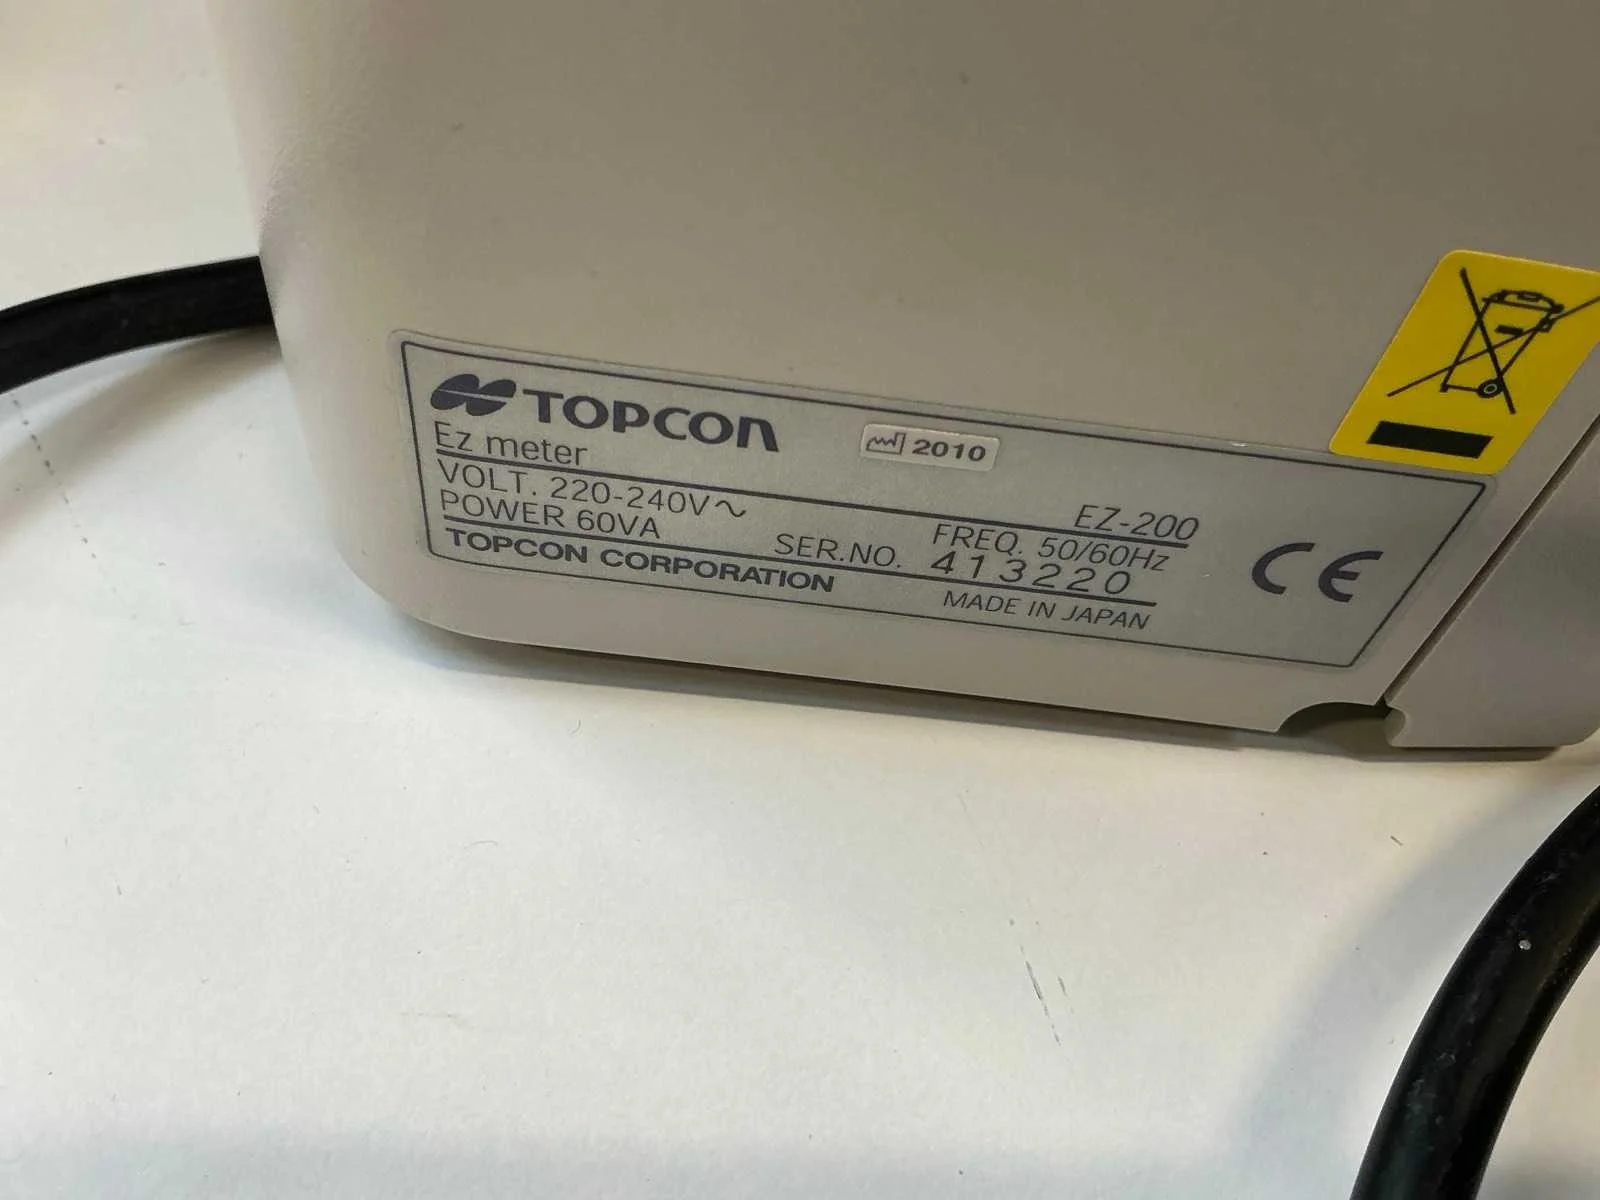 TOPCON
2010
Ez meter
EZ-200
VOLT. 220-240V~
FREQ. 50/60Hz
POWER 60VA
SER.NO. 413220
TOPCON CORPORATION
MADE IN JAPAN
CE